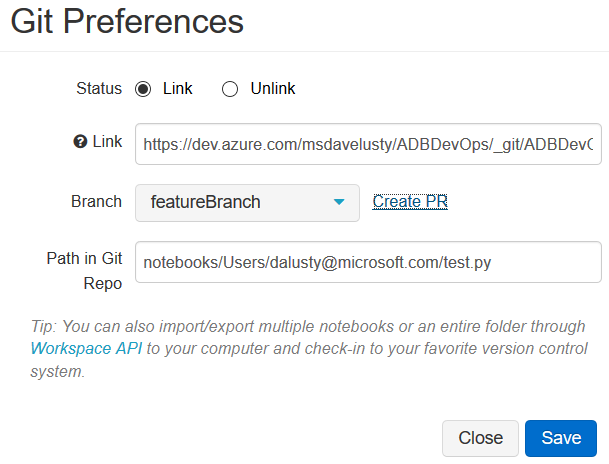 Git Preferences
Status Link Unlink
Link https://dev.azure.com/msdavelusty/ADBDevOps/_git/ADBDev
Branch featureBranch Create PR
Path in Git
Repo notebooks/Users/dalusty@microsoft.com/test.py
Tip: You can also import/export multiple notebooks or an entire folder through
Workspace API to your computer and check-in to your favorite version control
system.
Close Save